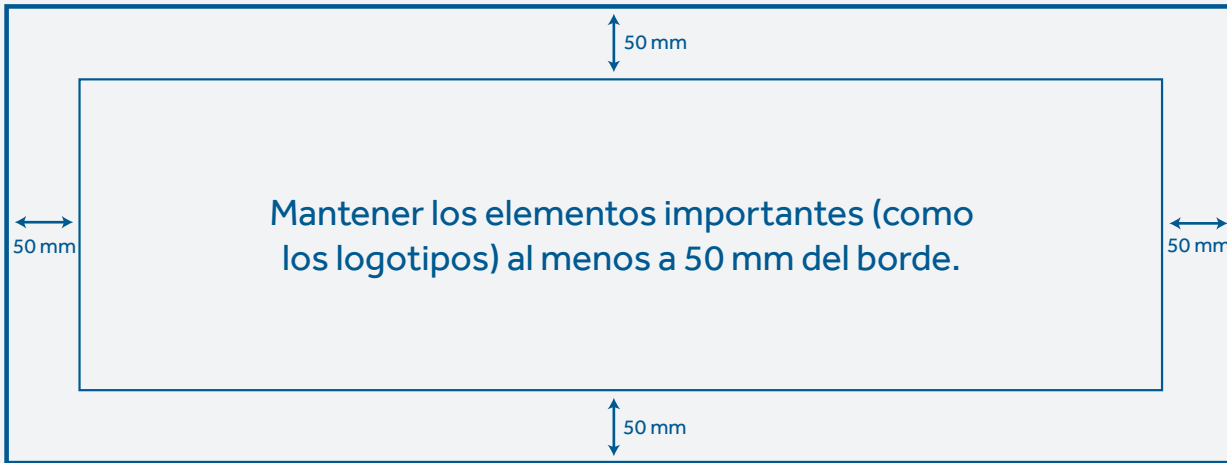 50 mm
Mantener los elementos importantes (como
los logotipos) al menos a 50 mm del borde.
50 mm
50 mm
50 mm